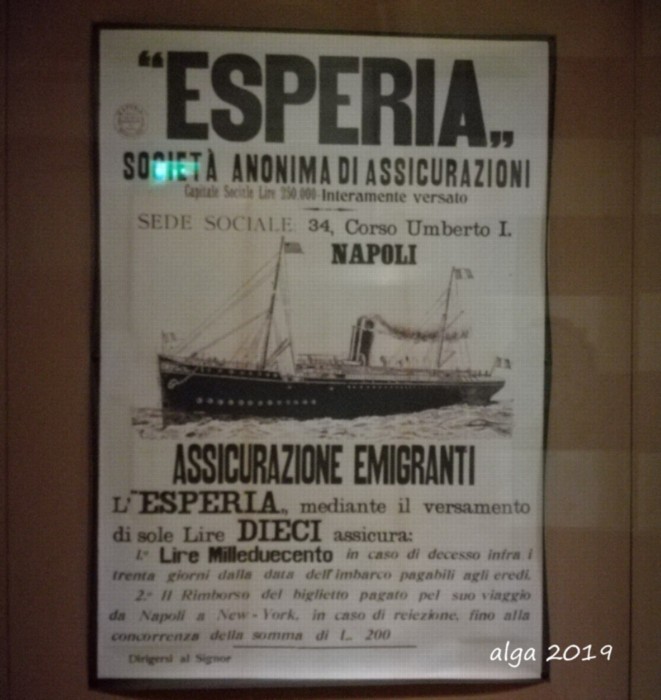 "ESPERIA„
SOCIETÀ ANONIMA DI ASSICURAZIONI
Capitale Sociale Lire 250.000 Interamente versato
SEDE SOCIALE: 34, Corso Umberto I.
NAPOLI
ASSICURAZIONE EMIGRANTI
L'"ESPERIA„ mediante il versamento
di sole Lire DIECI assicura:
1.° Lire Milleduecento in caso di decesso infra i
trenta giorni dalla data dell'imbarco pagabili agli eredi.
2.° Il Rimborso del biglietto pagato pel suo viaggio
da Napoli a New-York, in caso di reiezione, fino alla
concorrenza della somma di L. 200
Dirigersi al Signor
alga 2019